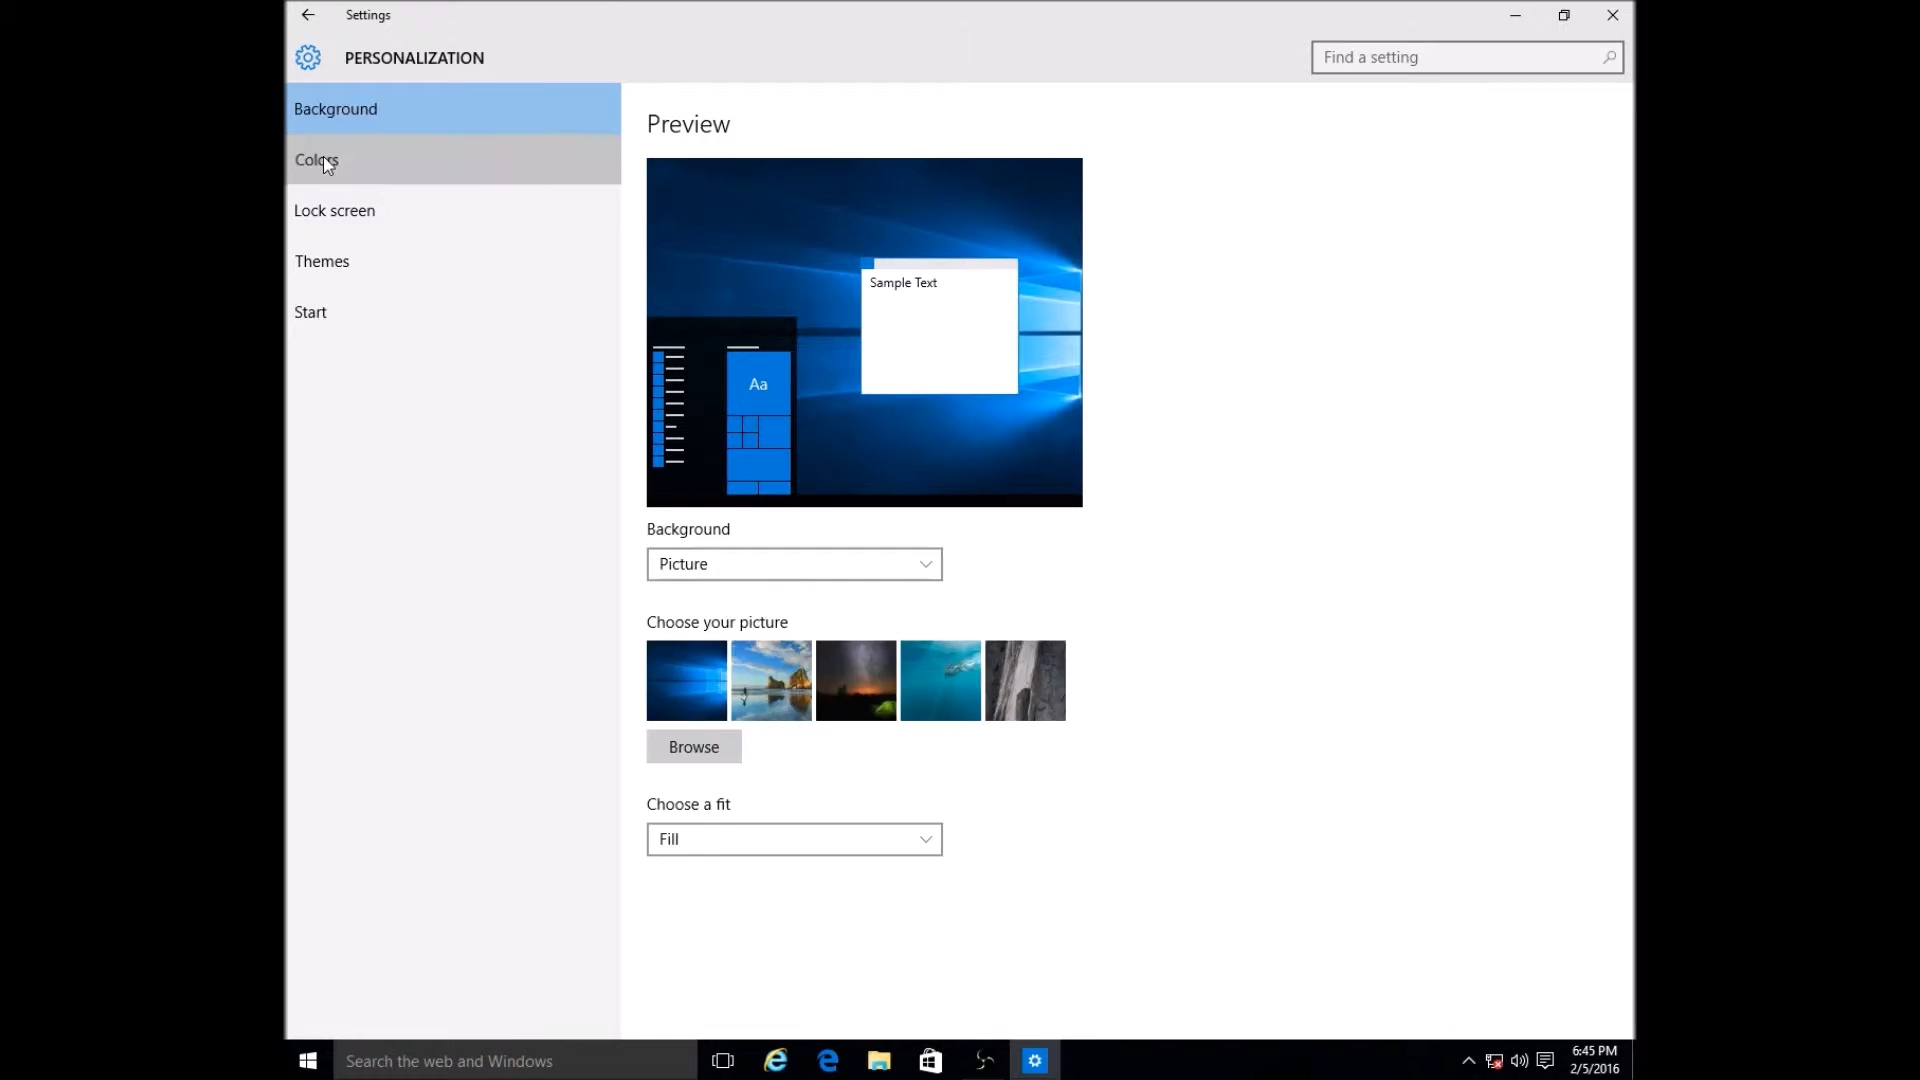 Settings
PERSONALIZATION
Find a setting
Background
Colors
Lock screen
Themes
Start
Preview
Sample Text
Aa
Background
Picture
Choose your picture
Browse
Choose a fit
Fill
Search the web and Windows
6:45 PM
2/5/2016